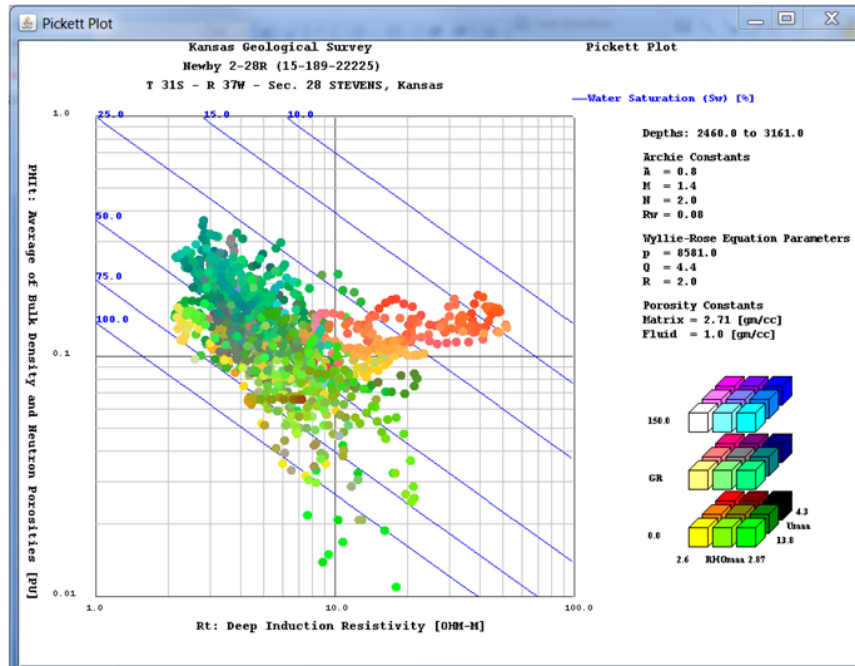 Pickett Plot
Kansas Geological Survey
Newby 2-28R (15-189-22225)
T 31S - R 37W - Sec. 28 STEVENS, Kansas
Pickett Plot
Water Saturation (Sw) [%]
Depths: 2460.0 to 3161.0
Archie Constants
A = 0.8
M = 1.4
N = 2.0
Rw = 0.08
Wyllie-Rose Equation Parameters
p = 8581.0
Q = 4.4
R = 2.0
Porosity Constants
Matrix = 2.71 [gm/cc]
Fluid = 1.0 [gm/cc]
1.0
25.0
15.0
10.0
50.0
75.0
100.0
0.1
0.01
PHIt: Average of Bulk Density and Neutron Porosities [PU]
1.0
10.0
100.0
Rt: Deep Induction Resistivity [OHM-M]
150.0
GR
0.0
4.3
Umaa
13.8
2.6
RHOmaa
2.87